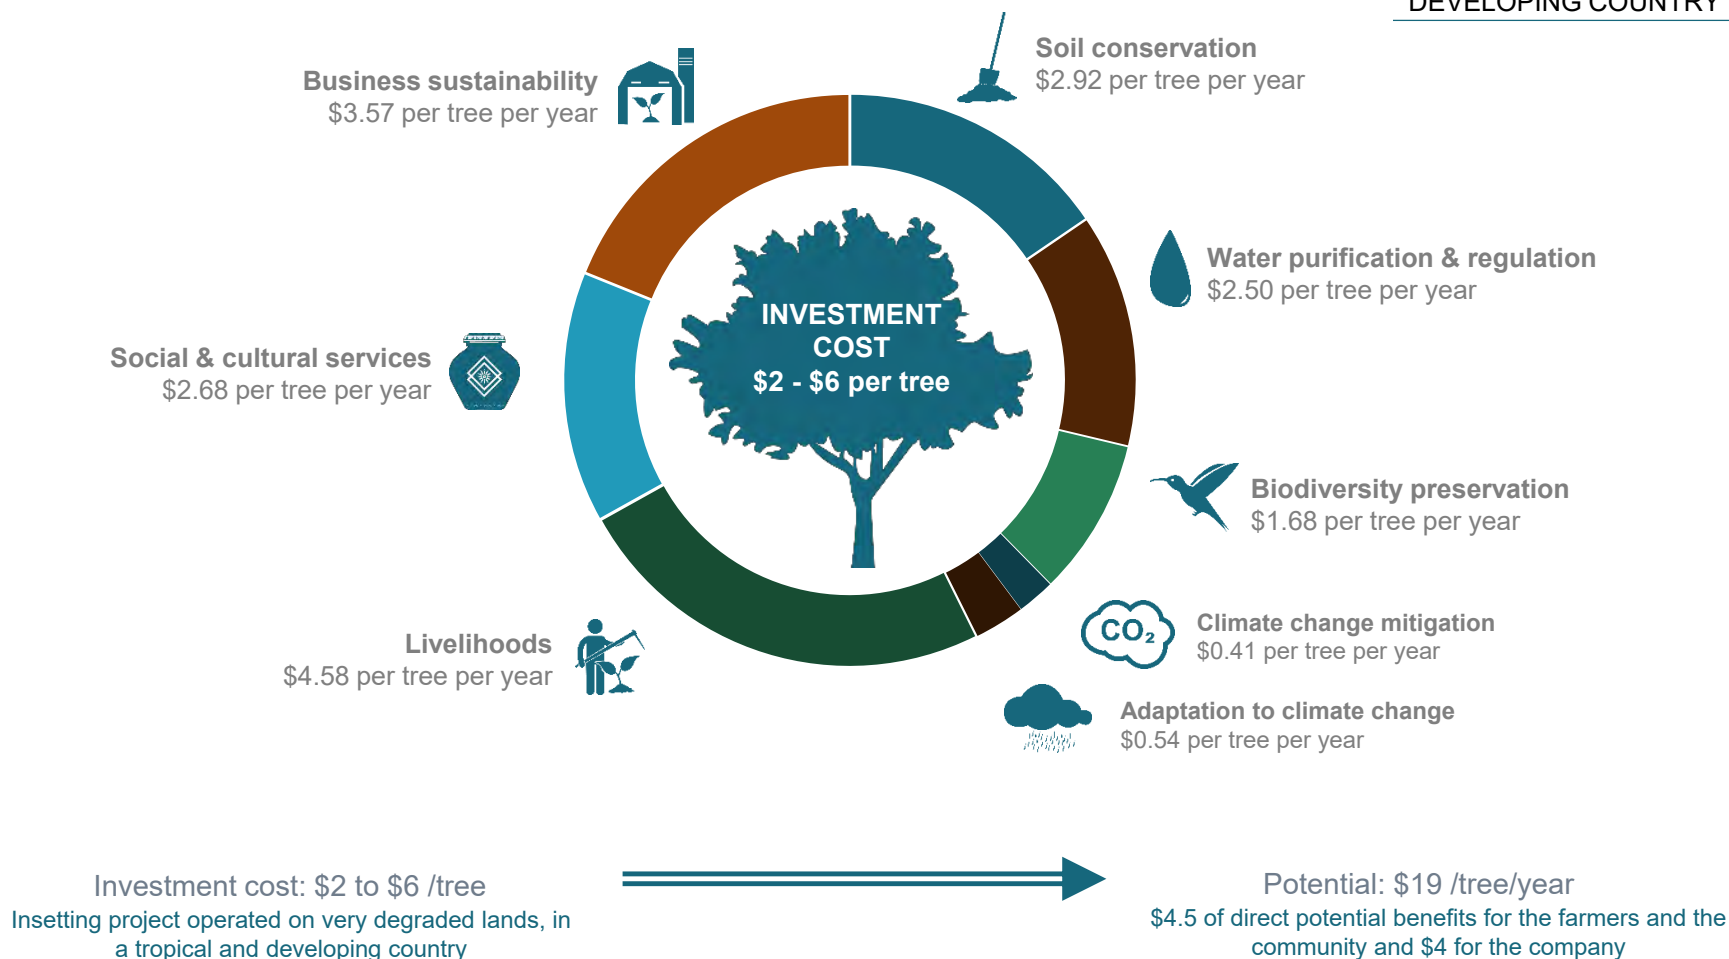 DEVELOPING COUNTRY
Soil conservation
$2.92 per tree per year
Business sustainability
$3.57 per tree per year
Water purification & regulation
$2.50 per tree per year
INVESTMENT
COST
$2 - $6 per tree
Social & cultural services
$2.68 per tree per year
Biodiversity preservation
$1.68 per tree per year
CO₂
Climate change mitigation
$0.41 per tree per year
Livelihoods
$4.58 per tree per year
Adaptation to climate change
$0.54 per tree per year
Investment cost: $2 to $6 /tree
Insetting project operated on very degraded lands, in
a tropical and developing country
Potential: $19 /tree/year
$4.5 of direct potential benefits for the farmers and the
community and $4 for the company